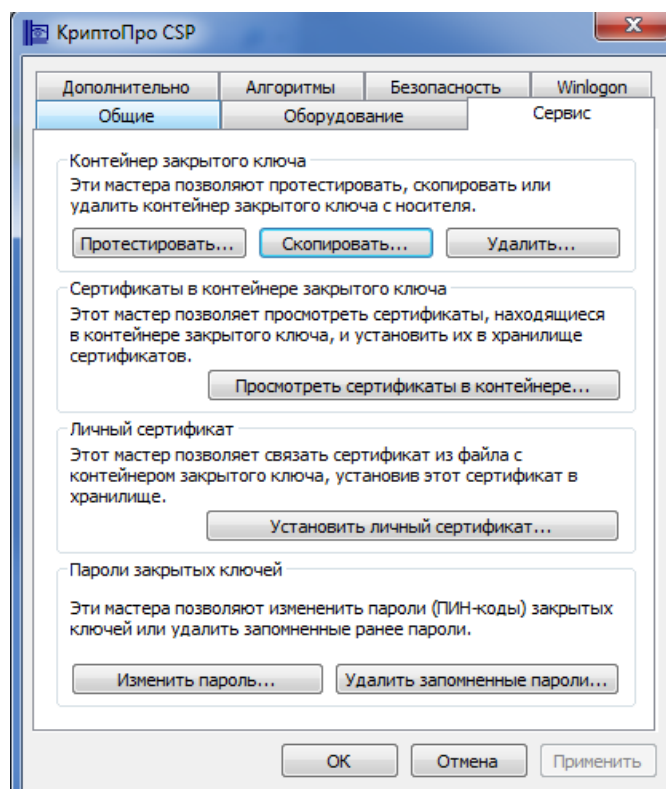 КриптоПро CSP
Дополнительно Алгоритмы Безопасность Winlogon
Общие Оборудование Сервис
Контейнер закрытого ключа
Эти мастера позволяют протестировать, скопировать или
удалить контейнер закрытого ключа с носителя.
Протестировать... Скопировать... Удалить...
Сертификаты в контейнере закрытого ключа
Этот мастер позволяет просмотреть сертификаты, находящиеся
в контейнере закрытого ключа, и установить их в хранилище
сертификатов.
Просмотреть сертификаты в контейнере...
Личный сертификат
Этот мастер позволяет связать сертификат из файла с
контейнером закрытого ключа, установив этот сертификат в
хранилище.
Установить личный сертификат...
Пароли закрытых ключей
Эти мастера позволяют измененить пароли (ПИН-коды) закрытых
ключей или удалить запомненные ранее пароли.
Изменить пароль... Удалить запомненные пароли...
ОК Отмена Применить